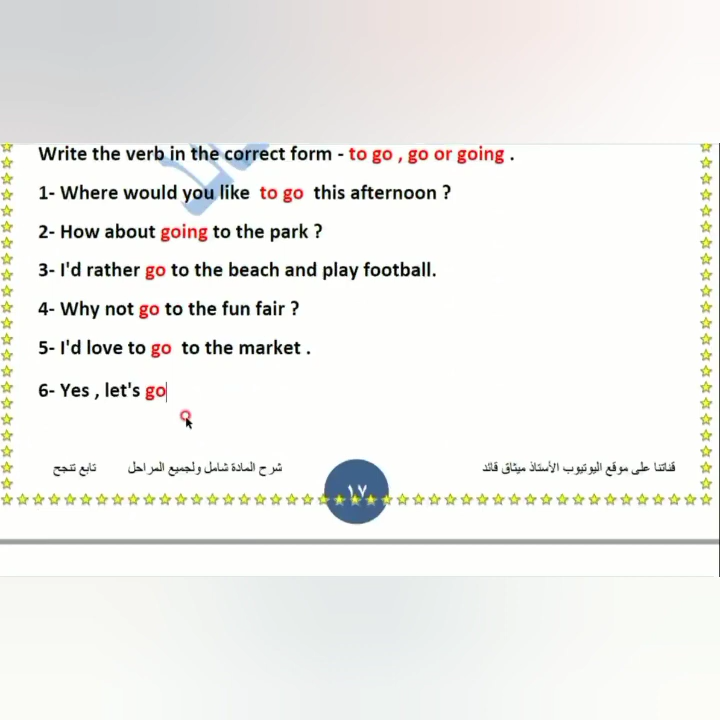 Write the verb in the correct form - to go , go or going .
1- Where would you like to go this afternoon ?
2- How about going to the park ?
3- I'd rather go to the beach and play football.
4- Why not go to the fun fair ?
5- I'd love to go to the market .
6- Yes , let's go
قناتنا على موقع اليوتيوب الأستاذ ميثاق قائد شرح المادة شامل ولجميع المراحل تابع تنجح
١٧